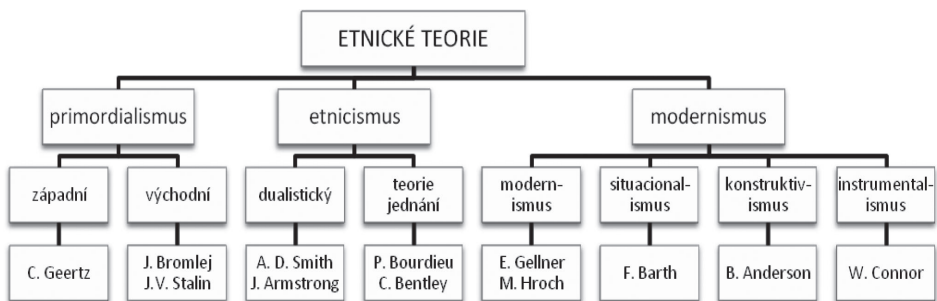 ETNICKÉ TEORIE
primordialismus
etnicismus
modernismus
západní
východní
dualistický
teorie
jednání
modern-
ismus
situacional-
ismus
konstruktiv-
ismus
instrumental-
ismus
C. Geertz
J. Bromlej
J.V. Stalin
A. D. Smith
J. Armstrong
P. Bourdieu
C. Bentley
E. Gellner
M. Hroch
F. Barth
B. Anderson
W. Connor